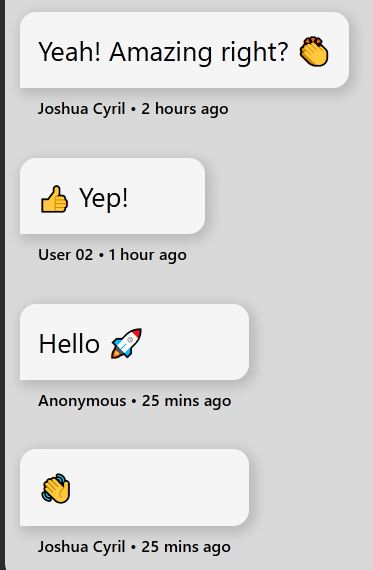 Yeah! Amazing right? 👏
Joshua Cyril • 2 hours ago
👍 Yep!
User 02 • 1 hour ago
Hello 🚀
Anonymous • 25 mins ago
👋
Joshua Cyril • 25 mins ago